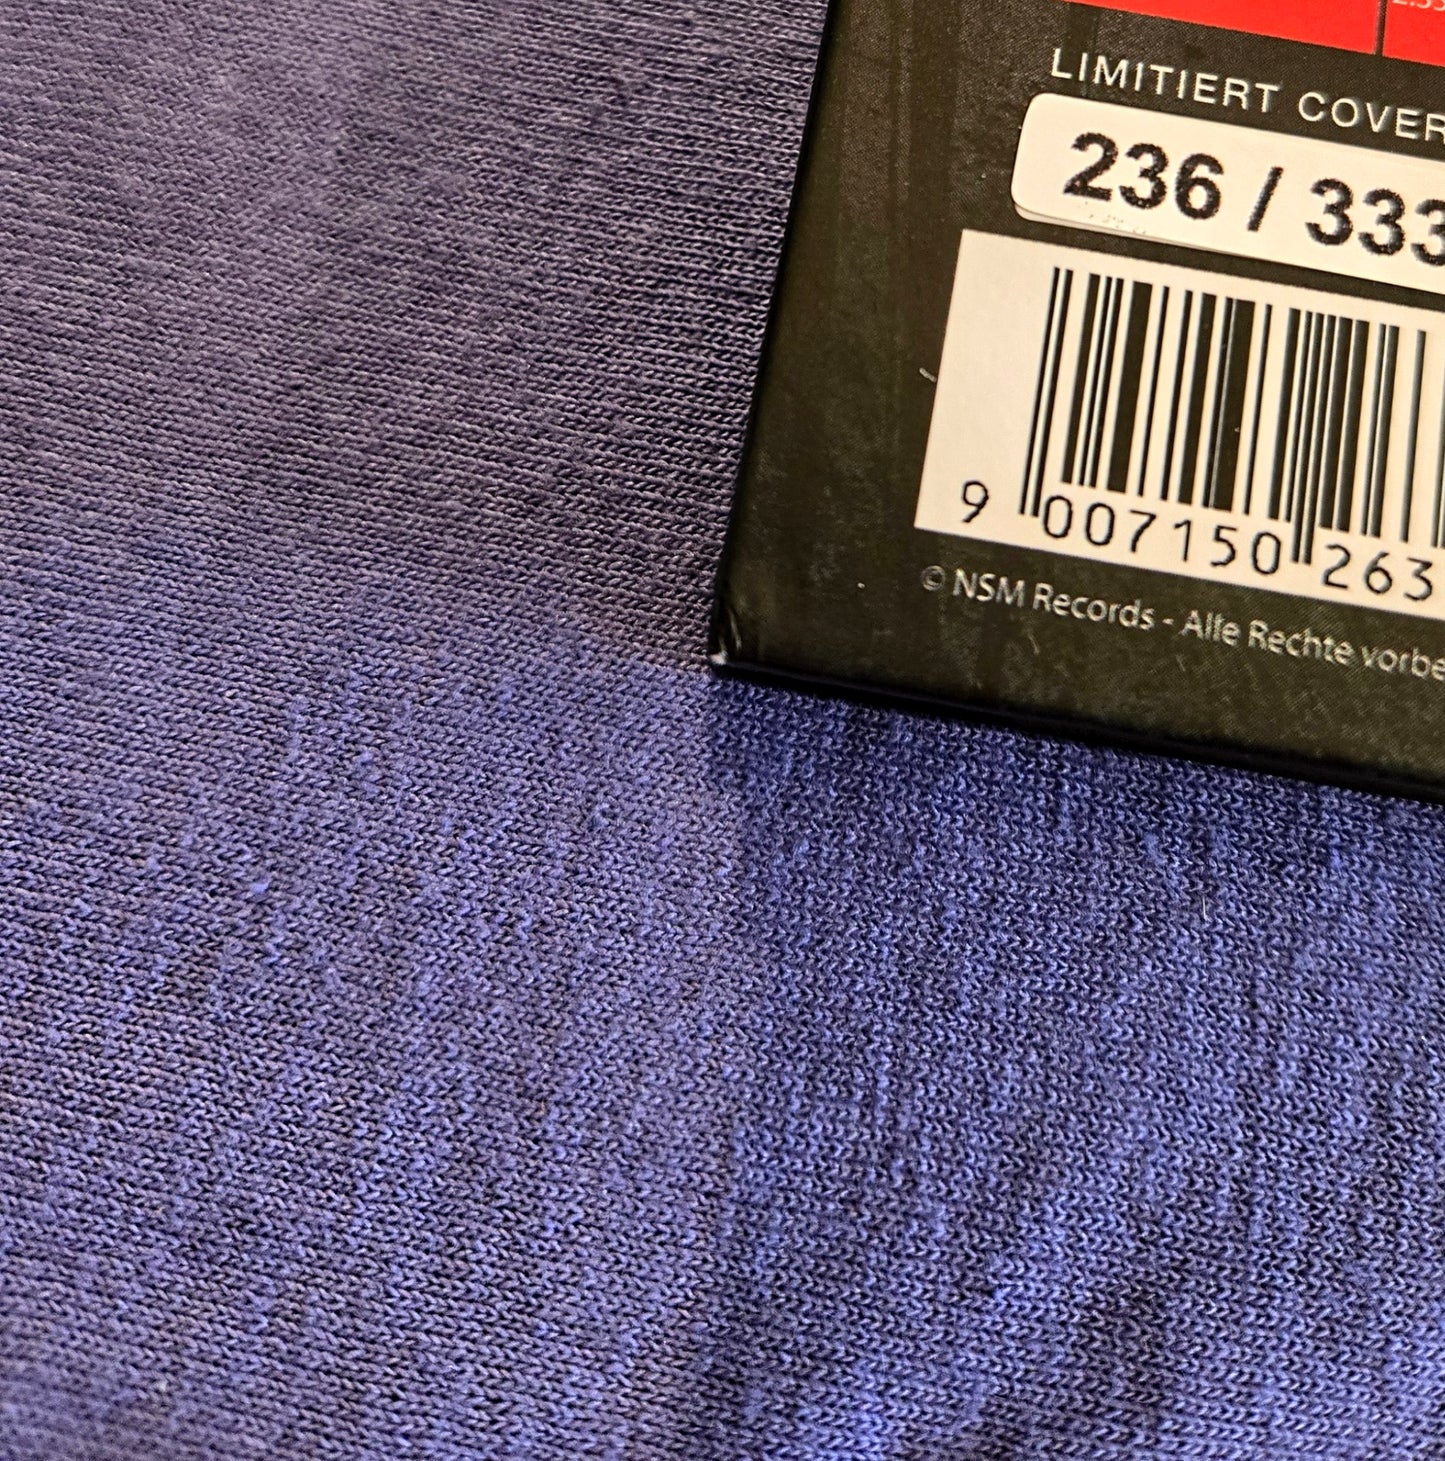 LIMITIERT COVER
236 / 333
9 007150 263
© NSM Records - Alle Rechte vorbe